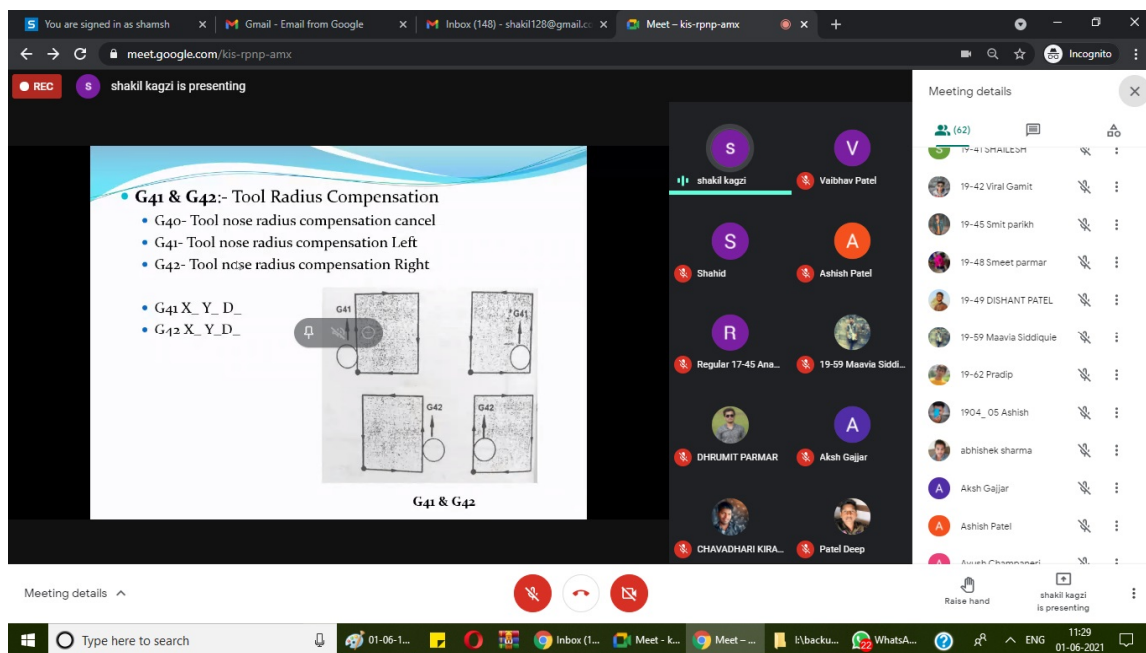 You are signed in as shamsh
Gmail - Email from Google
Inbox (148) - shakil128@gmail.c
Meet – kis-rpnp-amx
meet.google.com/kis-rpnp-amx
Incognito
REC
S
shakil kagzi is presenting
Meeting details
(62)
G41 & G42:- Tool Radius Compensation
G40- Tool nose radius compensation cancel
G41- Tool nose radius compensation Left
G42- Tool nose radius compensation Right
G41 X_ Y_ D_
G42 X_ Y_D_
G41
G41
G42
G42
G41 & G42
S
shakil kagzi
V
Vaibhav Patel
S
Shahid
A
Ashish Patel
R
Regular 17-45 Ana...
19-59 Maavia Siddi...
DHRUMIT PARMAR
A
Aksh Gajjar
CHAVADHARI KIRA...
Patel Deep
S
19-41 SHAILESH
19-42 Viral Gamit
19-45 Smit parikh
19-48 Smeet parmar
19-49 DISHANT PATEL
19-59 Maavia Siddiquie
19-62 Pradip
1904_ 05 Ashish
abhishek sharma
A
Aksh Gajjar
A
Ashish Patel
Ayush Champaneri
Meeting details
Raise hand
shakil kagzi
is presenting
Type here to search
01-06-1...
Inbox (1...
Meet - k...
Meet – ...
I:\backu...
22
WhatsA...
ENG
11:29
01-06-2021